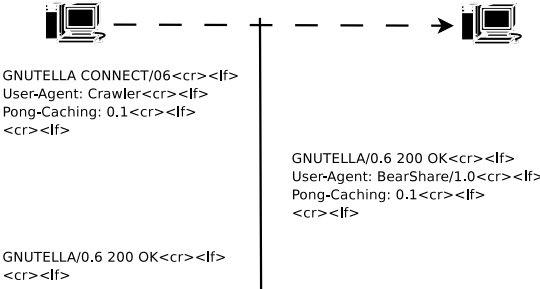 GNUTELLA CONNECT/06<cr><lf>
User-Agent: Crawler<cr><lf>
Pong-Caching: 0.1<cr><lf>
<cr><lf>
GNUTELLA/0.6 200 OK<cr><lf>
User-Agent: BearShare/1.0<cr><lf>
Pong-Caching: 0.1<cr><lf>
<cr><lf>
GNUTELLA/0.6 200 OK<cr><lf>
<cr><lf>